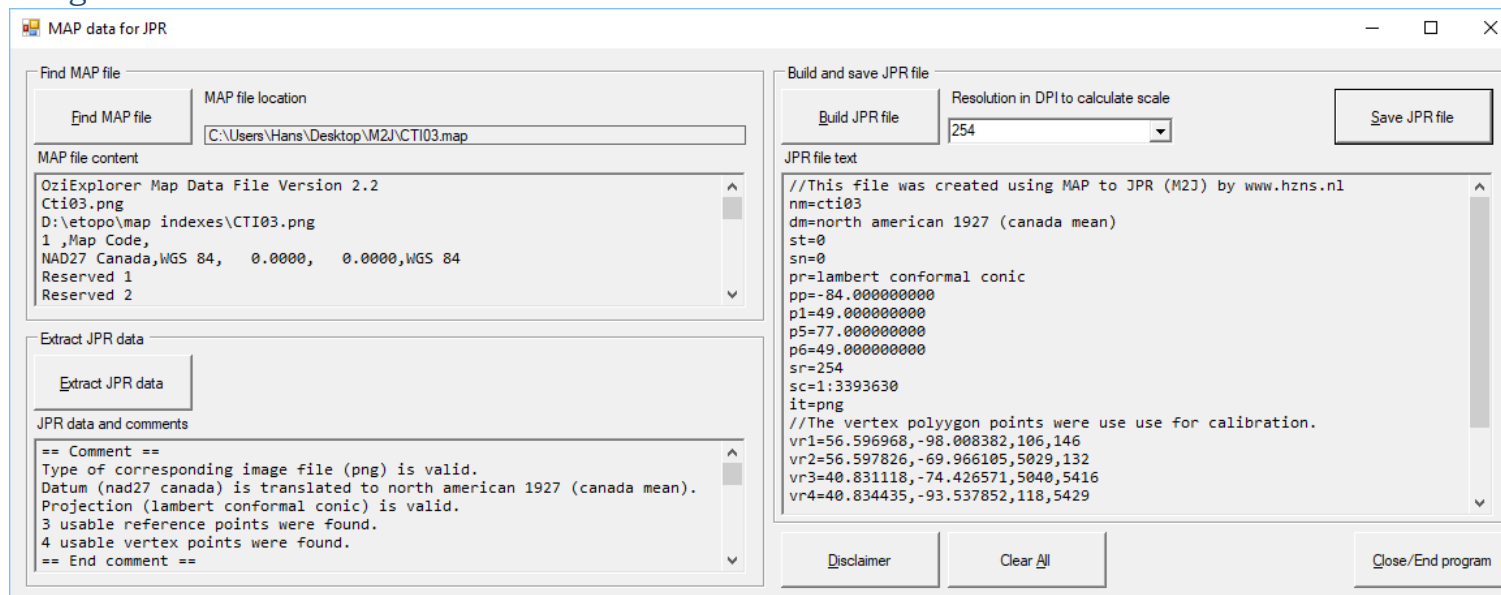 MAP data for JPR
Find MAP file
Find MAP file
MAP file location
C:\Users\Hans\Desktop\M2J\CTI03.map
MAP file content
OziExplorer Map Data File Version 2.2
Cti03.png
D:\etopo\map indexes\CTI03.png
1 ,Map Code,
NAD27 Canada,WGS 84,   0.0000,   0.0000,WGS 84
Reserved 1
Reserved 2
Extract JPR data
Extract JPR data
JPR data and comments
== Comment ==
Type of corresponding image file (png) is valid.
Datum (nad27 canada) is translated to north american 1927 (canada mean).
Projection (lambert conformal conic) is valid.
3 usable reference points were found.
4 usable vertex points were found.
== End comment ==
Build and save JPR file
Build JPR file
Resolution in DPI to calculate scale
254
Save JPR file
JPR file text
//This file was created using MAP to JPR (M2J) by www.hzns.nl
nm=cti03
dm=north american 1927 (canada mean)
st=0
sn=0
pr=lambert conformal conic
pp=-84.000000000
p1=49.000000000
p5=77.000000000
p6=49.000000000
sr=254
sc=1:3393630
it=png
//The vertex polyygon points were use use for calibration.
vr1=56.596968,-98.008382,106,146
vr2=56.597826,-69.966105,5029,132
vr3=40.831118,-74.426571,5040,5416
vr4=40.834435,-93.537852,118,5429
Disclaimer
Clear All
Close/End program